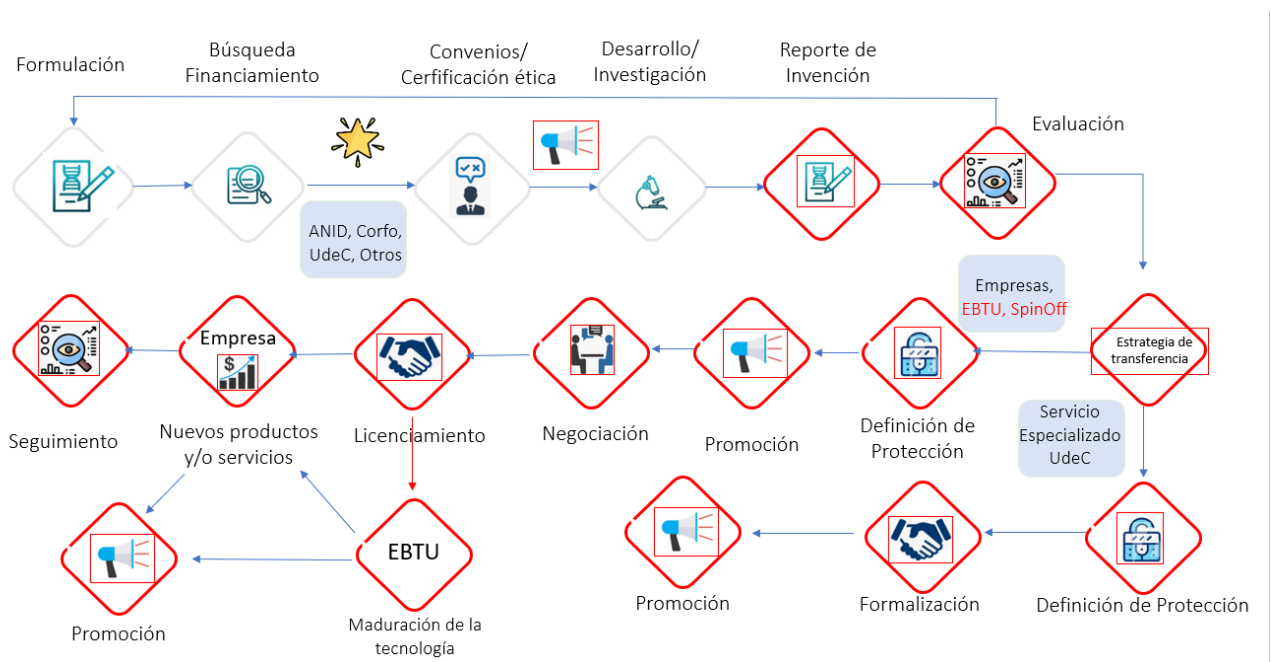 Formulación
Búsqueda
Financiamiento
Convenios/
Cerfificación ética
Desarrollo/
Investigación
Reporte de
Invención
Evaluación
ANID, Corfo,
UdeC, Otros
Empresas,
EBTU, SpinOff
Estrategia de
transferencia
Empresa
$
Seguimiento
Nuevos productos
y/o servicios
Licenciamiento
Negociación
Promoción
Definición de
Protección
Servicio
Especializado
UdeC
EBTU
Promoción
Maduración de la
tecnología
Promoción
Formalización
Definición de Protección